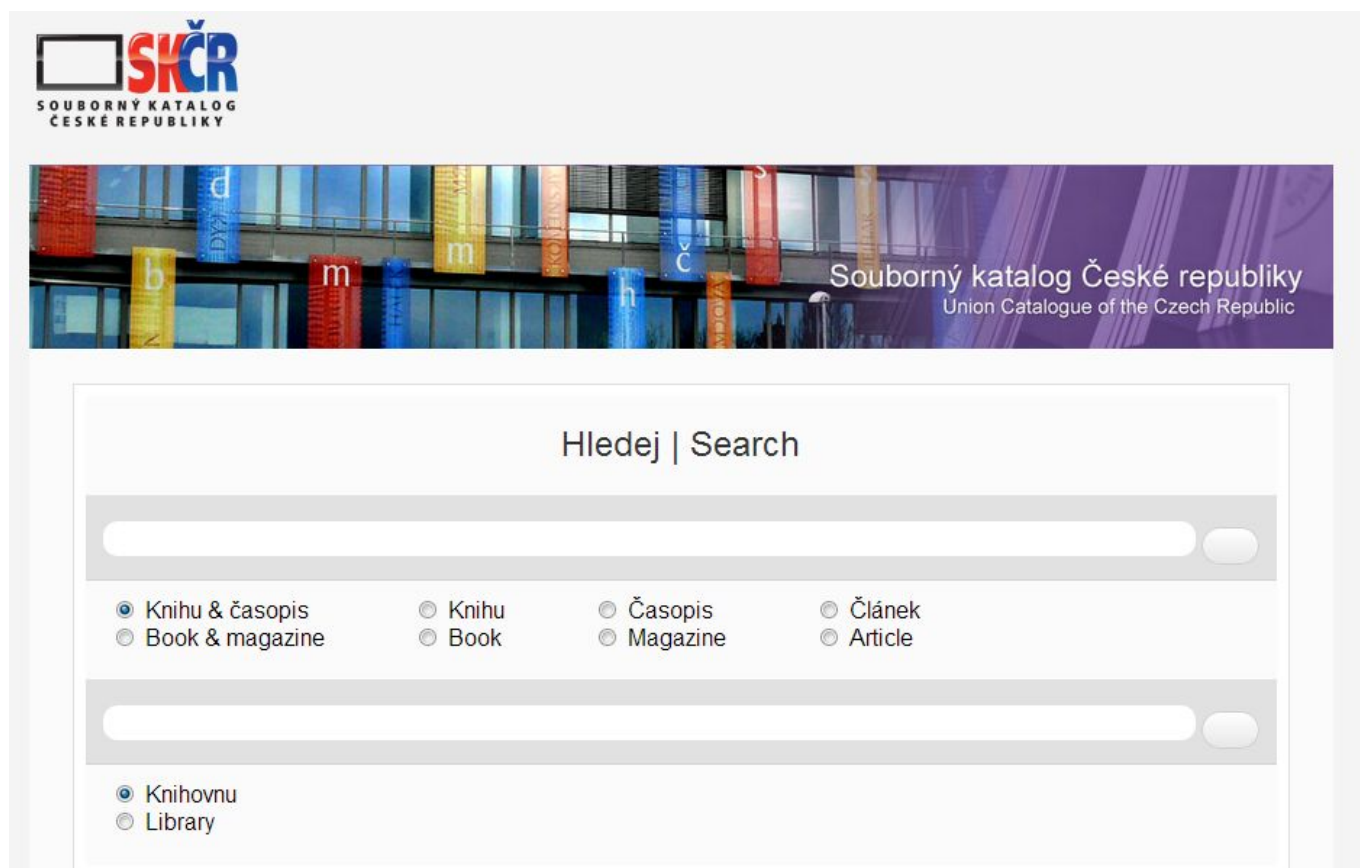 SKČR
SOUBORNÝ KATALOG
ČESKÉ REPUBLIKY
d
m
b
m
h
č
s
s
Souborný katalog České republiky
Union Catalogue of the Czech Republic
Hledej | Search
Knihu & časopis Knihu Časopis Článek
Book & magazine Book Magazine Article
Knihovnu
Library